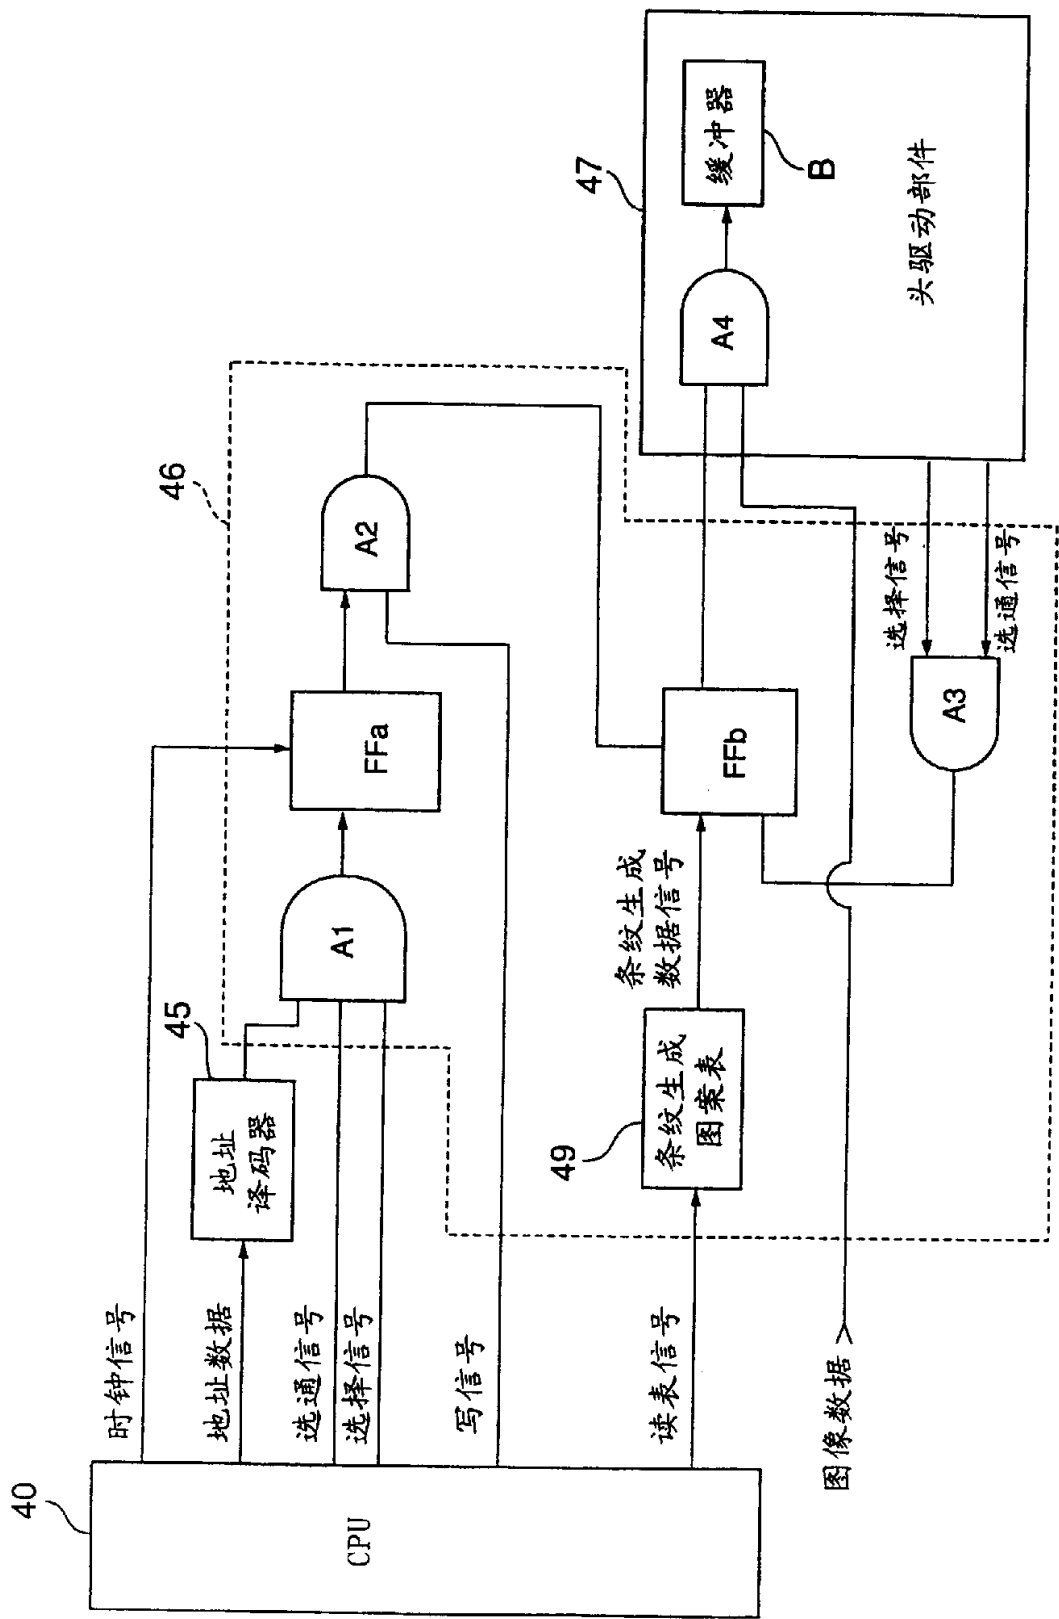 40
CPU
时钟信号
地址数据
选通信号
选择信号
写信号
读表信号
图像数据
地址
译码器
45
49
条纹生成
图案表
条纹生成
数据信号
A1
FFa
A2
46
FFb
A3
选择信号
选通信号
47
A4
缓冲器
B
头驱动部件